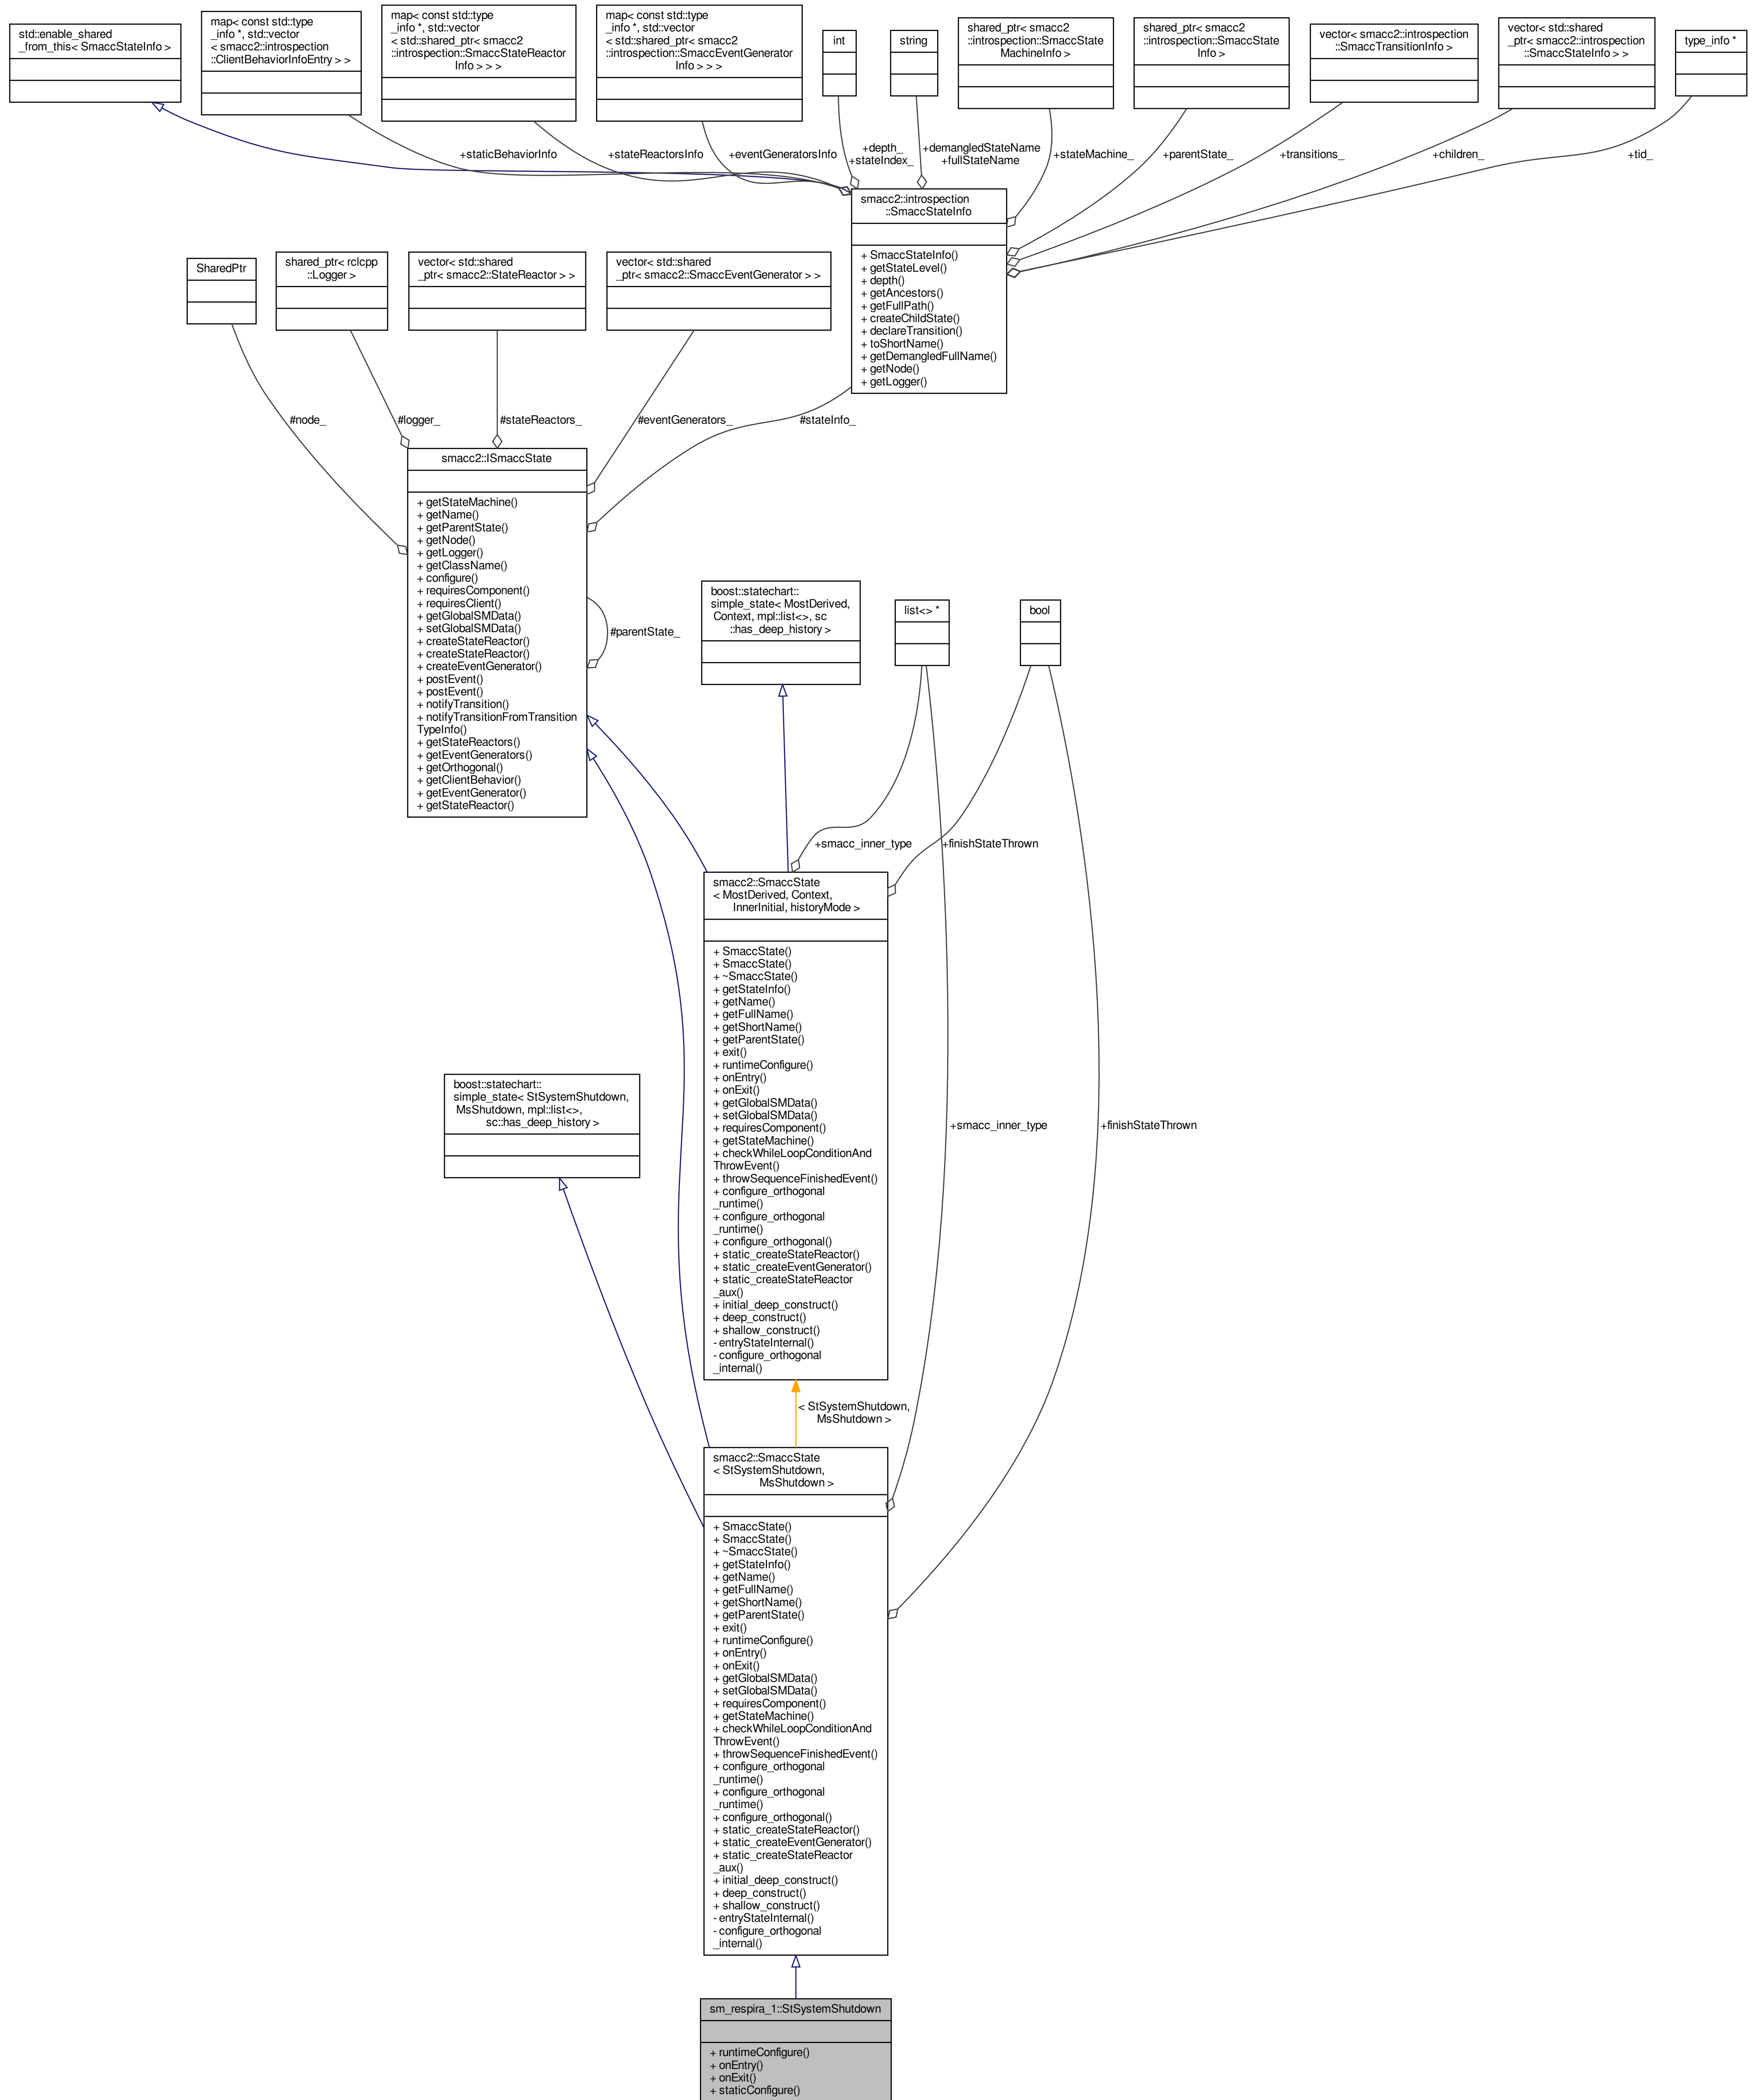 std::enable_shared
_from_this< SmaccStateInfo >
map< const std::type
_info *, std::vector
< smacc2::introspection
::ClientBehaviorInfoEntry > >
map< const std::type
_info *, std::vector
< std::shared_ptr< smacc2
::introspection::SmaccStateReactor
Info > > >
map< const std::type
_info *, std::vector
< std::shared_ptr< smacc2
::introspection::SmaccEventGenerator
Info > > >
int
string
shared_ptr< smacc2
::introspection::SmaccState
MachineInfo >
shared_ptr< smacc2
::introspection::SmaccState
Info >
vector< smacc2::introspection
::SmaccTransitionInfo >
vector< std::shared
_ptr< smacc2::introspection
::SmaccStateInfo > >
type_info *
+staticBehaviorInfo
+stateReactorsInfo
+eventGeneratorsInfo
+depth_
+stateIndex_
+demangledStateName
+fullStateName
+stateMachine_
+parentState_
+transitions_
+children_
+tid_
smacc2::introspection
::SmaccStateInfo
+ SmaccStateInfo()
+ getStateLevel()
+ depth()
+ getAncestors()
+ getFullPath()
+ createChildState()
+ declareTransition()
+ toShortName()
+ getDemangledFullName()
+ getNode()
+ getLogger()
SharedPtr
shared_ptr< rclcpp
::Logger >
vector< std::shared
_ptr< smacc2::StateReactor > >
vector< std::shared
_ptr< smacc2::SmaccEventGenerator > >
#node_
#logger_
#stateReactors_
#eventGenerators_
#stateInfo_
smacc2::ISmaccState
+ getStateMachine()
+ getName()
+ getParentState()
+ getNode()
+ getLogger()
+ getClassName()
+ configure()
+ requiresComponent()
+ requiresClient()
+ getGlobalSMData()
+ setGlobalSMData()
+ createStateReactor()
+ createStateReactor()
+ createEventGenerator()
+ postEvent()
+ postEvent()
+ notifyTransition()
+ notifyTransitionFromTransition
TypeInfo()
+ getStateReactors()
+ getEventGenerators()
+ getOrthogonal()
+ getClientBehavior()
+ getEventGenerator()
+ getStateReactor()
#parentState_
boost::statechart::
simple_state< MostDerived,
Context, mpl::list<>, sc
::has_deep_history >
list<> *
bool
+smacc_inner_type
+finishStateThrown
smacc2::SmaccState
< MostDerived, Context,
InnerInitial, historyMode >
+ SmaccState()
+ SmaccState()
+ ~SmaccState()
+ getStateInfo()
+ getName()
+ getFullName()
+ getShortName()
+ getParentState()
+ exit()
+ runtimeConfigure()
+ onEntry()
+ onExit()
+ getGlobalSMData()
+ setGlobalSMData()
+ requiresComponent()
+ getStateMachine()
+ checkWhileLoopConditionAnd
ThrowEvent()
+ throwSequenceFinishedEvent()
+ configure_orthogonal
_runtime()
+ configure_orthogonal
_runtime()
+ configure_orthogonal()
+ static_createStateReactor()
+ static_createEventGenerator()
+ static_createStateReactor
_aux()
+ initial_deep_construct()
+ deep_construct()
+ shallow_construct()
- entryStateInternal()
- configure_orthogonal
_internal()
boost::statechart::
simple_state< StSystemShutdown,
MsShutdown, mpl::list<>,
sc::has_deep_history >
+smacc_inner_type
+finishStateThrown
< StSystemShutdown,
MsShutdown >
smacc2::SmaccState
< StSystemShutdown,
MsShutdown >
+ SmaccState()
+ SmaccState()
+ ~SmaccState()
+ getStateInfo()
+ getName()
+ getFullName()
+ getShortName()
+ getParentState()
+ exit()
+ runtimeConfigure()
+ onEntry()
+ onExit()
+ getGlobalSMData()
+ setGlobalSMData()
+ requiresComponent()
+ getStateMachine()
+ checkWhileLoopConditionAnd
ThrowEvent()
+ throwSequenceFinishedEvent()
+ configure_orthogonal
_runtime()
+ configure_orthogonal
_runtime()
+ configure_orthogonal()
+ static_createStateReactor()
+ static_createEventGenerator()
+ static_createStateReactor
_aux()
+ initial_deep_construct()
+ deep_construct()
+ shallow_construct()
- entryStateInternal()
- configure_orthogonal
_internal()
sm_respira_1::StSystemShutdown
+ runtimeConfigure()
+ onEntry()
+ onExit()
+ staticConfigure()